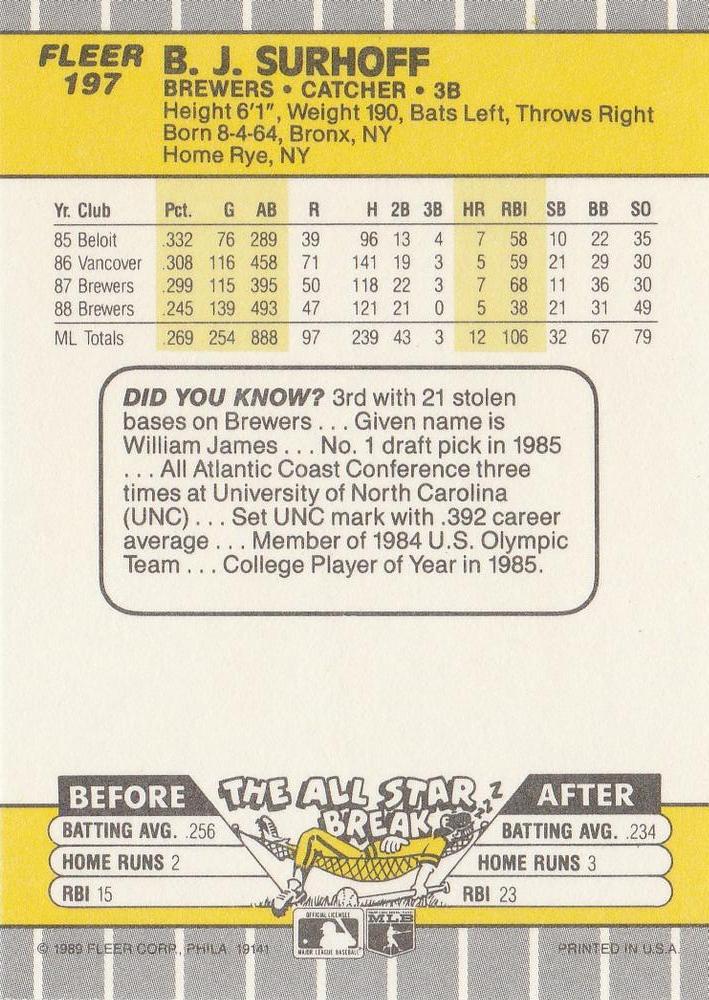 FLEER
197
B. J. SURHOFF
BREWERS • CATCHER • 3B
Height 6'1", Weight 190, Bats Left, Throws Right
Born 8-4-64, Bronx, NY
Home Rye, NY
Yr. Club Pct. G AB R H 2B 3B HR RBI SB BB SO
85 Beloit .332 76 289 39 96 13 4 7 58 10 22 35
86 Vancover .308 116 458 71 141 19 3 5 59 21 29 30
87 Brewers .299 115 395 50 118 22 3 7 68 11 36 30
88 Brewers .245 139 493 47 121 21 0 5 38 21 31 49
ML Totals .269 254 888 97 239 43 3 12 106 32 67 79
DID YOU KNOW? 3rd with 21 stolen
bases on Brewers . . . Given name is
William James . . . No. 1 draft pick in 1985
. . . All Atlantic Coast Conference three
times at University of North Carolina
(UNC) . . . Set UNC mark with .392 career
average . . . Member of 1984 U.S. Olympic
Team . . . College Player of Year in 1985.
BEFORE THE ALL STAR BREAK AFTER
ZZZ
BATTING AVG. .256 BATTING AVG. .234
HOME RUNS 2 HOME RUNS 3
RBI 15 RBI 23
OFFICIAL LICENSEE
MAJOR LEAGUE BASEBALL
MLB
© 1989 FLEER CORP., PHILA. 19141 PRINTED IN U.S.A.